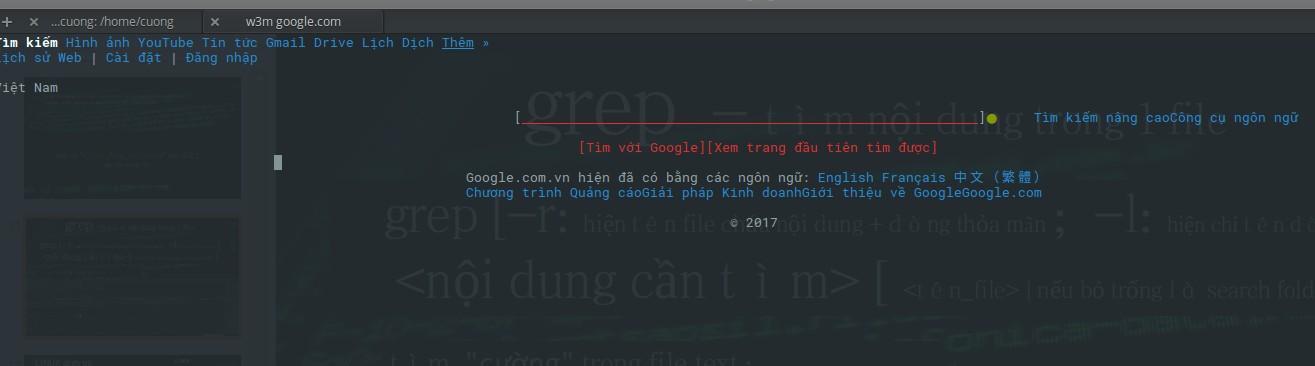 ...cuong: /home/cuong
w3m google.com
Tìm kiếm Hình ảnh YouTube Tin tức Gmail Drive Lịch Dịch Thêm »
Lịch sử Web | Cài đặt | Đăng nhập
Việt Nam
grep – t ì m nội dung trong 1 file
[ ] Tìm kiếm nâng caoCông cụ ngôn ngữ
[Tìm với Google][Xem trang đầu tiên tìm được]
Google.com.vn hiện đã có bằng các ngôn ngữ: English Français 中文 (繁體)
Chương trình Quảng cáoGiải pháp Kinh doanhGiới thiệu về GoogleGoogle.com
© 2017
grep [–r: hiện t ê n file chứa nội dung + d ò ng thỏa mãn ; –l: hiện chỉ t ê n
<nội dung cần t ì m> [ <t ê n_file> | nếu bỏ trống l à search
t ì m "cường" trong file text :